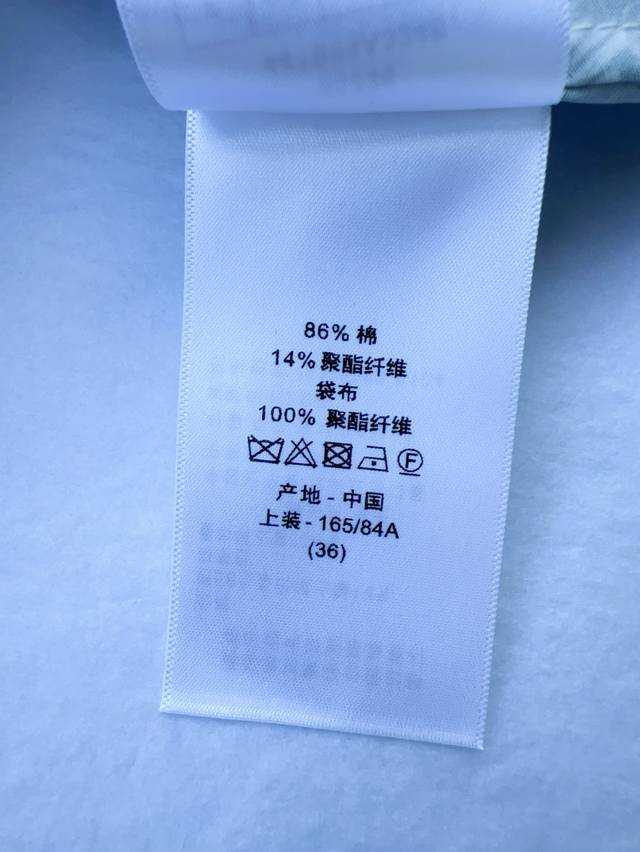 86% 棉
14% 聚酯纤维
袋布
100% 聚酯纤维
F
产地 - 中国
上装 - 165/84A
(36)